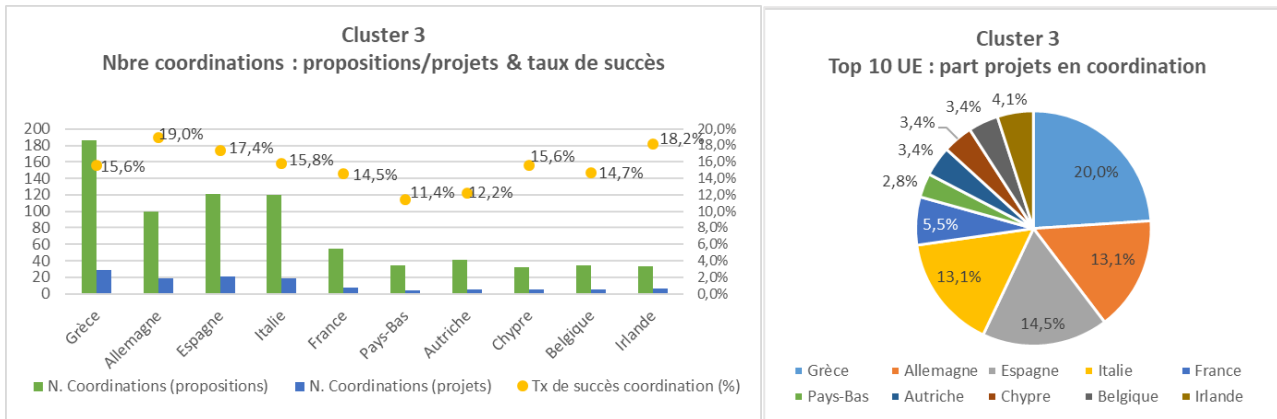 Cluster 3
Nbre coordinations : propositions/projets & taux de succès
200
180
160
140
120
100
80
60
40
20
0
20,0%
18,0%
16,0%
14,0%
12,0%
10,0%
8,0%
6,0%
4,0%
2,0%
0,0%
15,6%
19,0%
17,4%
15,8%
14,5%
11,4%
12,2%
15,6%
14,7%
18,2%
Grèce
Allemagne
Espagne
Italie
France
Pays-Bas
Autriche
Chypre
Belgique
Irlande
N. Coordinations (propositions) N. Coordinations (projets) Tx de succès coordination (%)
Cluster 3
Top 10 UE : part projets en coordination
20,0%
13,1%
14,5%
13,1%
5,5%
2,8%
3,4%
3,4%
3,4%
4,1%
Grèce Allemagne Espagne Italie France
Pays-Bas Autriche Chypre Belgique Irlande